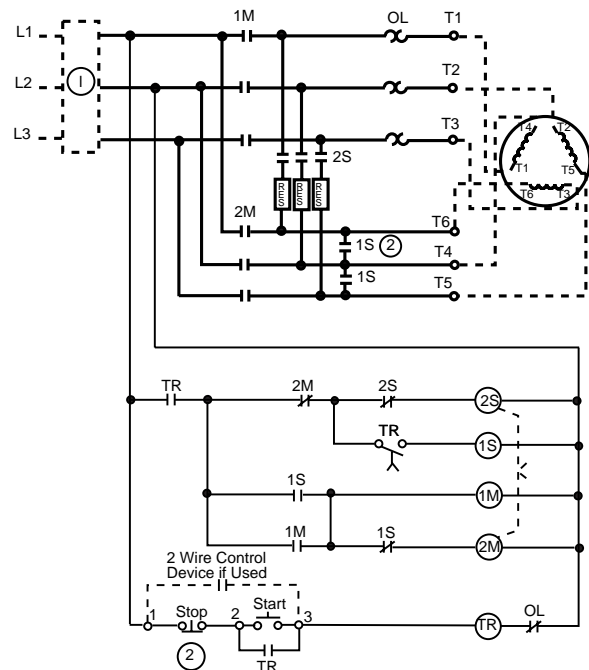 1M
OL
T1
L1
L2
I
T2
L3
T3
2S
RES
RES
RES
T4
T2
T1
T5
T6
T3
2M
T6
1S
2
T4
1S
T5
TR
2M
2S
2S
TR
1S
1S
1M
1M
1S
2M
2 Wire Control
Device if Used
1
Stop
2
Start
3
TR
OL
2
TR